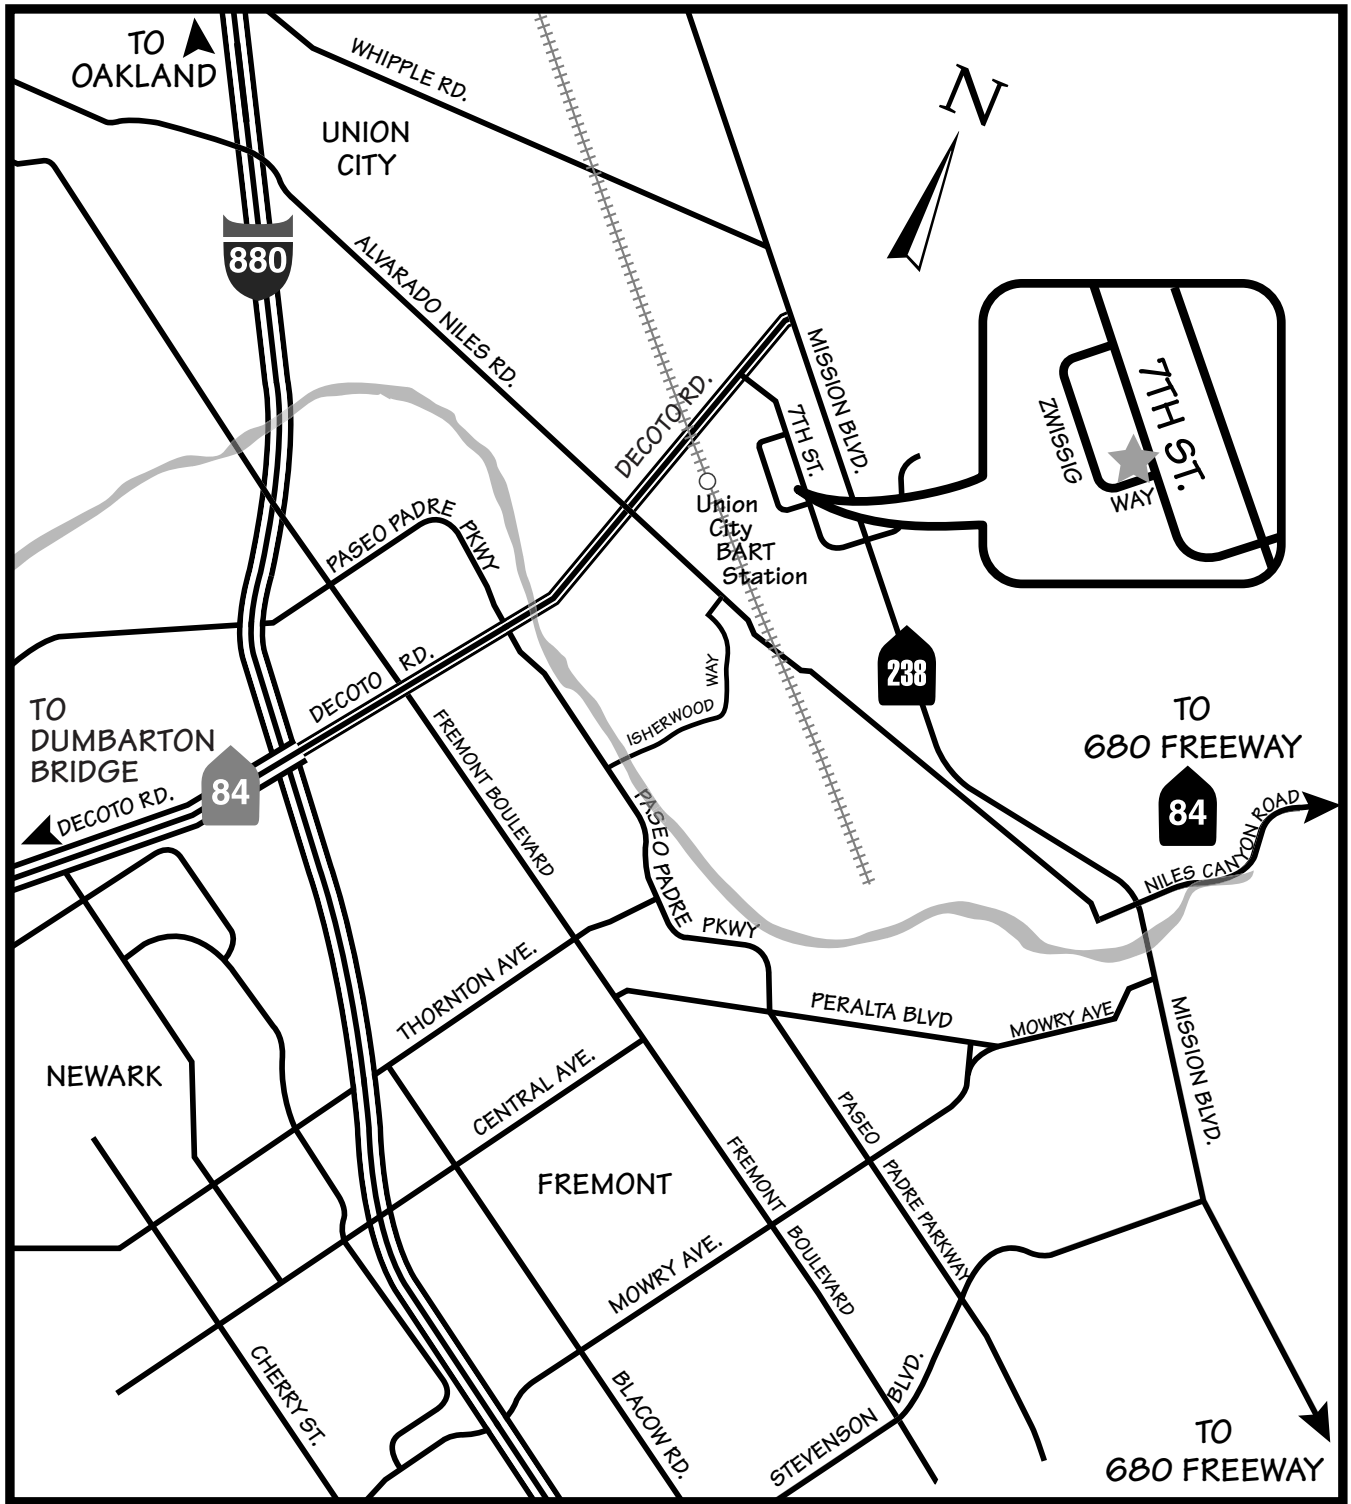 TO
OAKLAND
WHIPPLE RD.
N
UNION
CITY
880
ALVARADO NILES RD.
MISSION BLVD.
DECOTO RD.
7TH ST.
7TH ST.
ZWISSIG
WAY
Union
City
BART
Station
PASEO PADRE
PKWY
DECOTO RD.
ISHERWOOD
WAY
238
TO
DUMBARTON
BRIDGE
84
DECOTO RD.
FREMONT BOULEVARD
TO
680 FREEWAY
84
NILES CANYON ROAD
PASEO PADRE
PKWY
THORNTON AVE.
PERALTA BLVD
MOWRY AVE
MISSION BLVD.
NEWARK
CENTRAL AVE.
PASEO
PADRE PARKWAY
FREMONT
FREMONT
BOULEVARD
MOWRY AVE.
CHERRY ST.
BLACOW RD.
STEVENSON
BLVD.
TO
680 FREEWAY